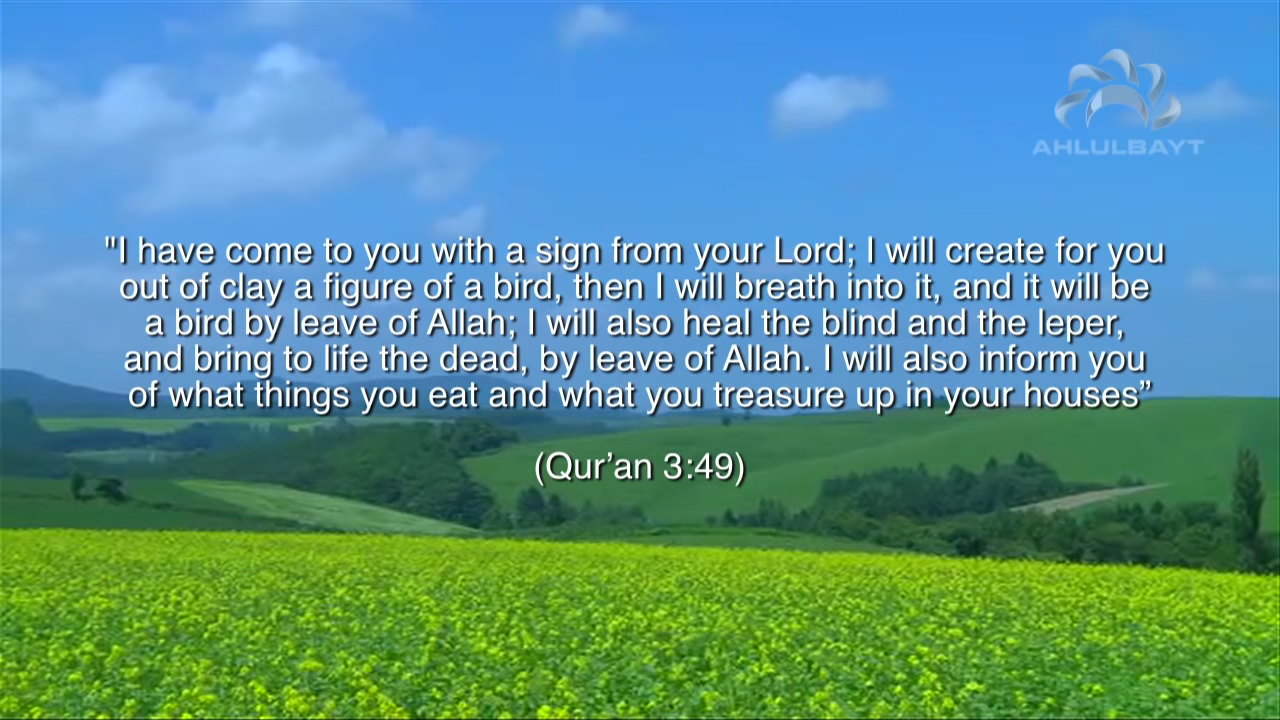 AHLULBAYT
"I have come to you with a sign from your Lord; I will create for you
out of clay a figure of a bird, then I will breath into it, and it will be
a bird by leave of Allah; I will also heal the blind and the leper,
and bring to life the dead, by leave of Allah. I will also inform you
of what things you eat and what you treasure up in your houses”
(Qur’an 3:49)